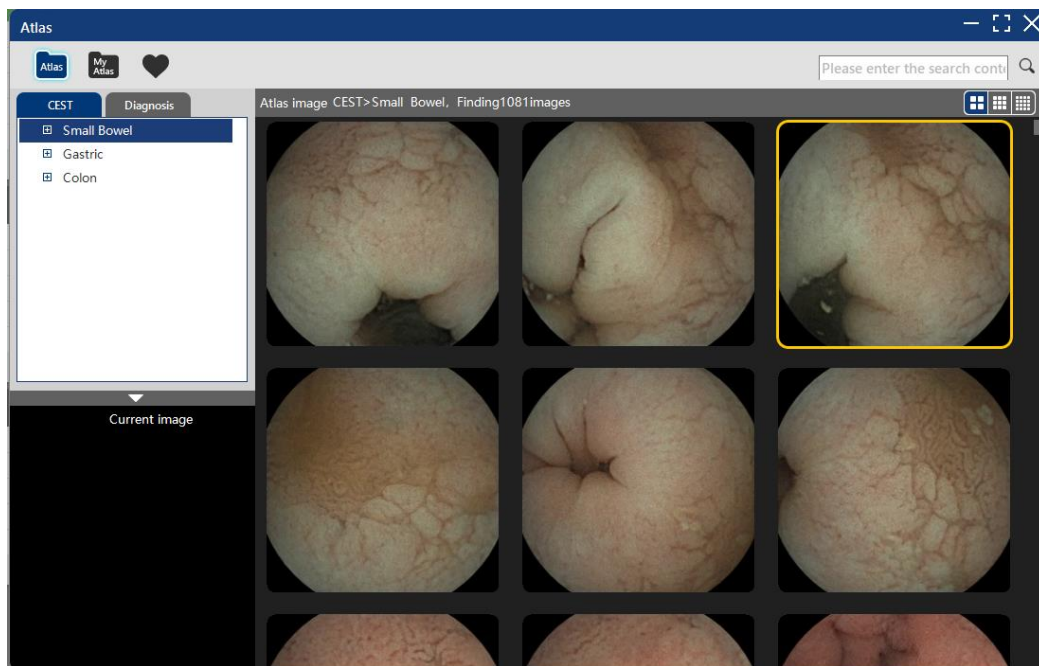 Atlas
Atlas
My
Atlas
Please enter the search conte
CEST
Diagnosis
Atlas image CEST>Small Bowel, Finding1081images
Small Bowel
Gastric
Colon
Current image